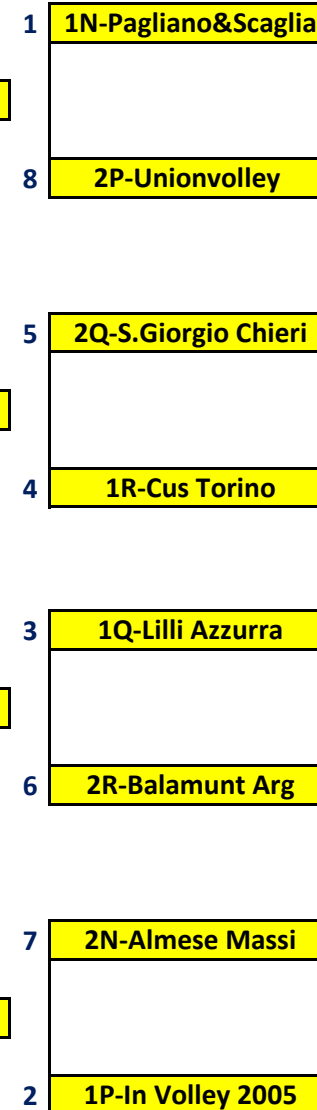 1 1N-Pagliano&Scaglia
8 2P-Unionvolley
5 2Q-S.Giorgio Chieri
4 1R-Cus Torino
3 1Q-Lilli Azzurra
6 2R-Balamunt Arg
7 2N-Almese Massi
2 1P-In Volley 2005